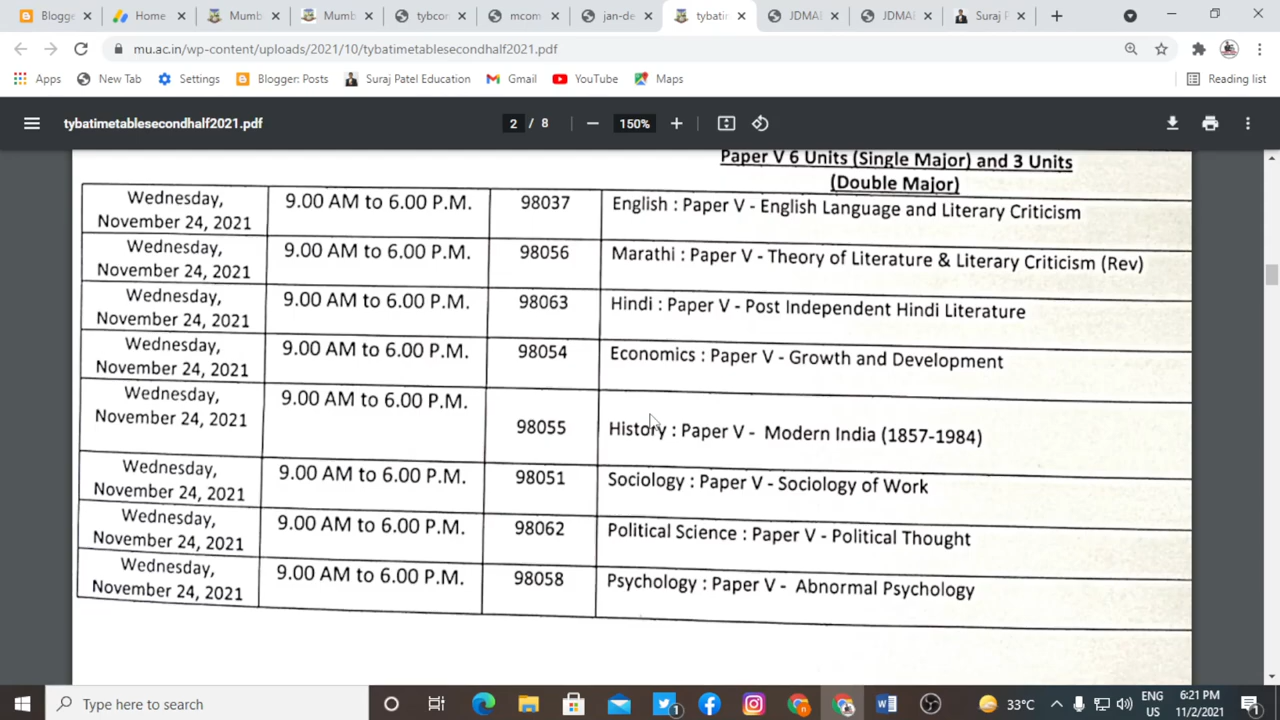 Blogge
Home
Mumb
Mumb
tybcor
mcom
jan-de
tybatir
JDMAE
JDMAE
Suraj P
mu.ac.in/wp-content/uploads/2021/10/tybatimetablesecondhalf2021.pdf
Apps
New Tab
Settings
Blogger: Posts
Suraj Patel Education
Gmail
YouTube
Maps
Reading list
tybatimetablesecondhalf2021.pdf
2 / 8
150%
Paper V 6 Units (Single Major) and 3 Units
(Double Major)
Wednesday,
November 24, 2021
9.00 AM to 6.00 P.M.
98037
English : Paper V - English Language and Literary Criticism
Wednesday,
November 24, 2021
9.00 AM to 6.00 P.M.
98056
Marathi : Paper V - Theory of Literature & Literary Criticism (Rev)
Wednesday,
November 24, 2021
9.00 AM to 6.00 P.M.
98063
Hindi : Paper V - Post Independent Hindi Literature
Wednesday,
November 24, 2021
9.00 AM to 6.00 P.M.
98054
Economics : Paper V - Growth and Development
Wednesday,
November 24, 2021
9.00 AM to 6.00 P.M.
98055
History : Paper V - Modern India (1857-1984)
Wednesday,
November 24, 2021
9.00 AM to 6.00 P.M.
98051
Sociology : Paper V - Sociology of Work
Wednesday,
November 24, 2021
9.00 AM to 6.00 P.M.
98062
Political Science : Paper V - Political Thought
Wednesday,
November 24, 2021
9.00 AM to 6.00 P.M.
98058
Psychology : Paper V - Abnormal Psychology
Type here to search
1
33°C
ENG
US
6:21 PM
11/2/2021
1